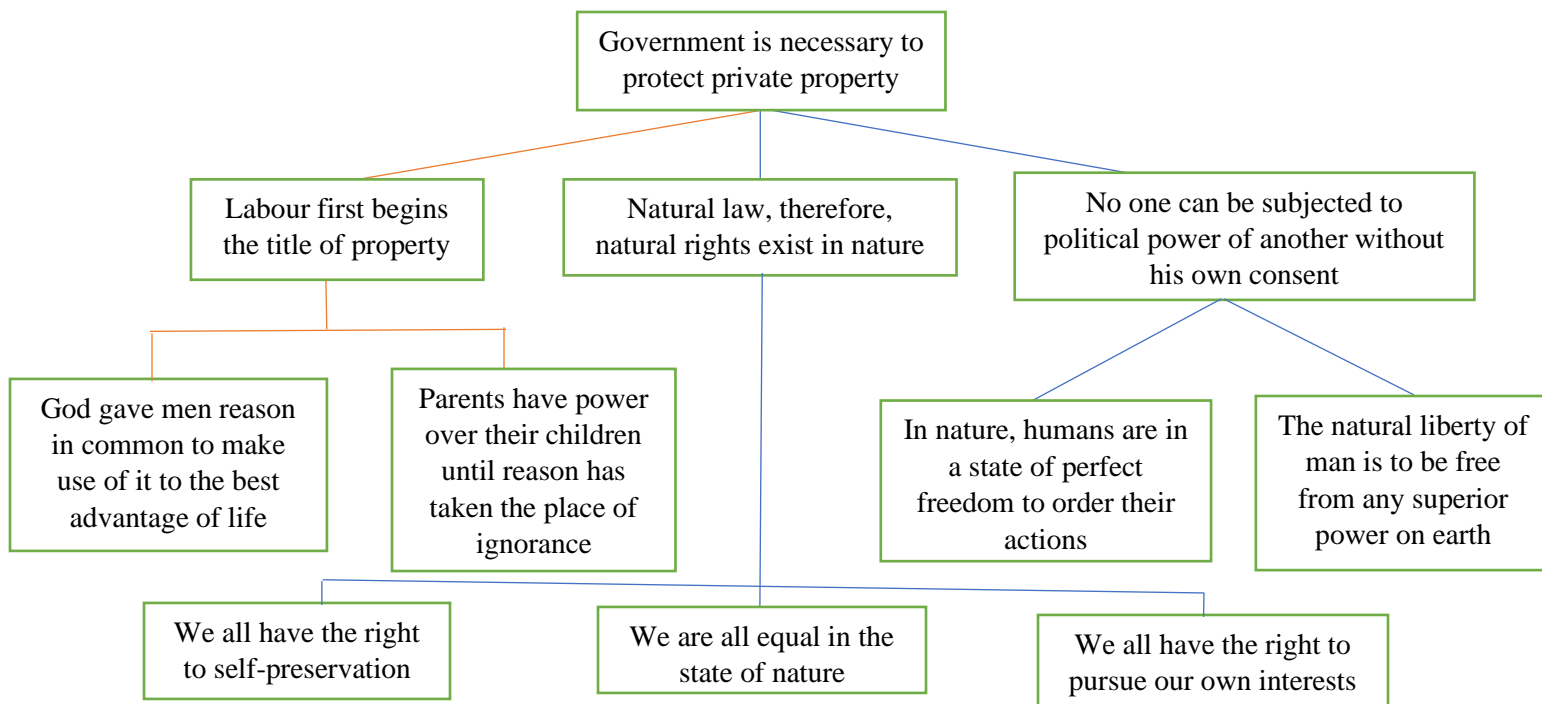 Government is necessary to
protect private property
Labour first begins
the title of property
Natural law, therefore,
natural rights exist in nature
No one can be subjected to
political power of another without
his own consent
God gave men reason
in common to make
use of it to the best
advantage of life
Parents have power
over their children
until reason has
taken the place of
ignorance
In nature, humans are in
a state of perfect
freedom to order their
actions
The natural liberty of
man is to be free
from any superior
power on earth
We all have the right
to self-preservation
We are all equal in the
state of nature
We all have the right to
pursue our own interests